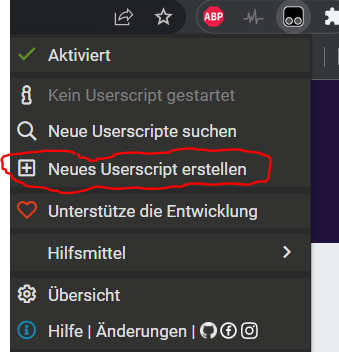 ABP
Aktiviert
Kein Userscript gestartet
Neue Userscripte suchen
Neues Userscript erstellen
Unterstütze die Entwicklung
Hilfsmittel
Übersicht
Hilfe | Änderungen |